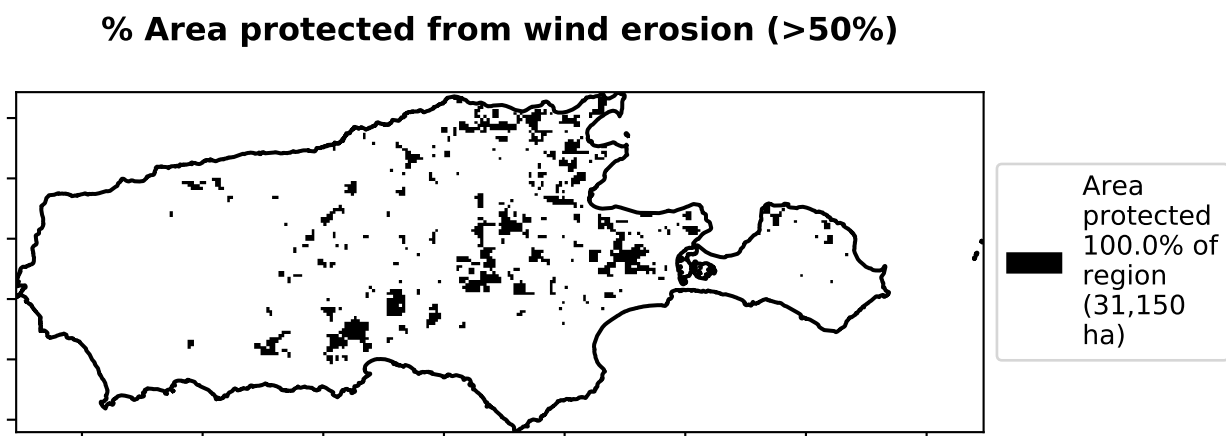 % Area protected from wind erosion (>50%)
Area
protected
100.0% of
region
(31,150
ha)